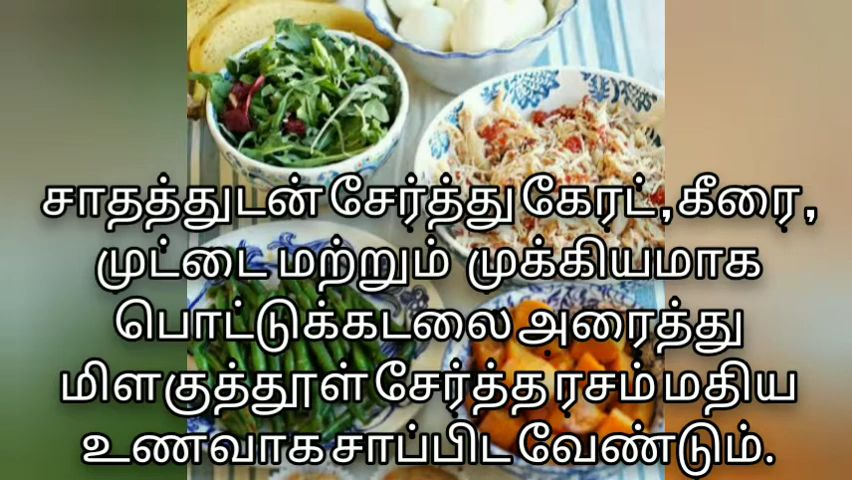 சாதத்துடன் சேர்த்து கேரட், கீரை,
முட்டை மற்றும் முக்கியமாக
பொட்டுக்கடலை அரைத்து
மிளகுத்தூள் சேர்த்த ரசம் மதிய
உணவாக சாப்பிட வேண்டும்.